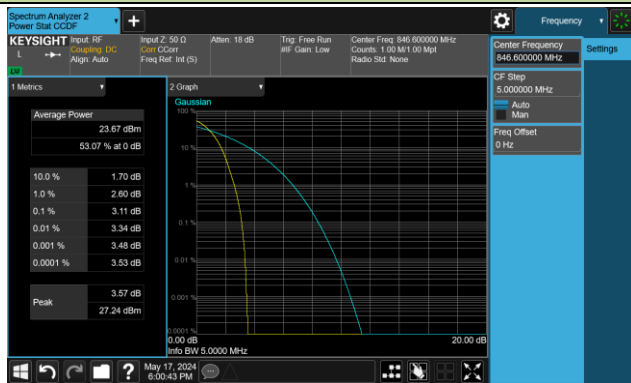 Spectrum Analyzer 2
Power Stat CCDF
Frequency
KEYSIGHT
L
Input: RF
Coupling: DC
Align: Auto
Input Z: 50 Ω
Corr CCorr
Freq Ref: Int (S)
Atten: 18 dB
Trig: Free Run
#IF Gain: Low
Center Freq: 846.600000 MHz
Counts: 1.00 M/1.00 Mpt
Radio Std: None
Center Frequency
846.600000 MHz
Settings
CF Step
5.000000 MHz
Auto
Man
Freq Offset
0 Hz
1 Metrics
2 Graph
Average Power
23.67 dBm
53.07 % at 0 dB
10.0 % 1.70 dB
1.0 % 2.60 dB
0.1 % 3.11 dB
0.01 % 3.34 dB
0.001 % 3.48 dB
0.0001 % 3.53 dB
Peak
3.57 dB
27.24 dBm
Gaussian
100 %
10 %
1 %
0.1 %
0.01 %
0.001 %
0.0001 %
0.00 dB
20.00 dB
Info BW 5.0000 MHz
?
May 17, 2024
6:00:43 PM